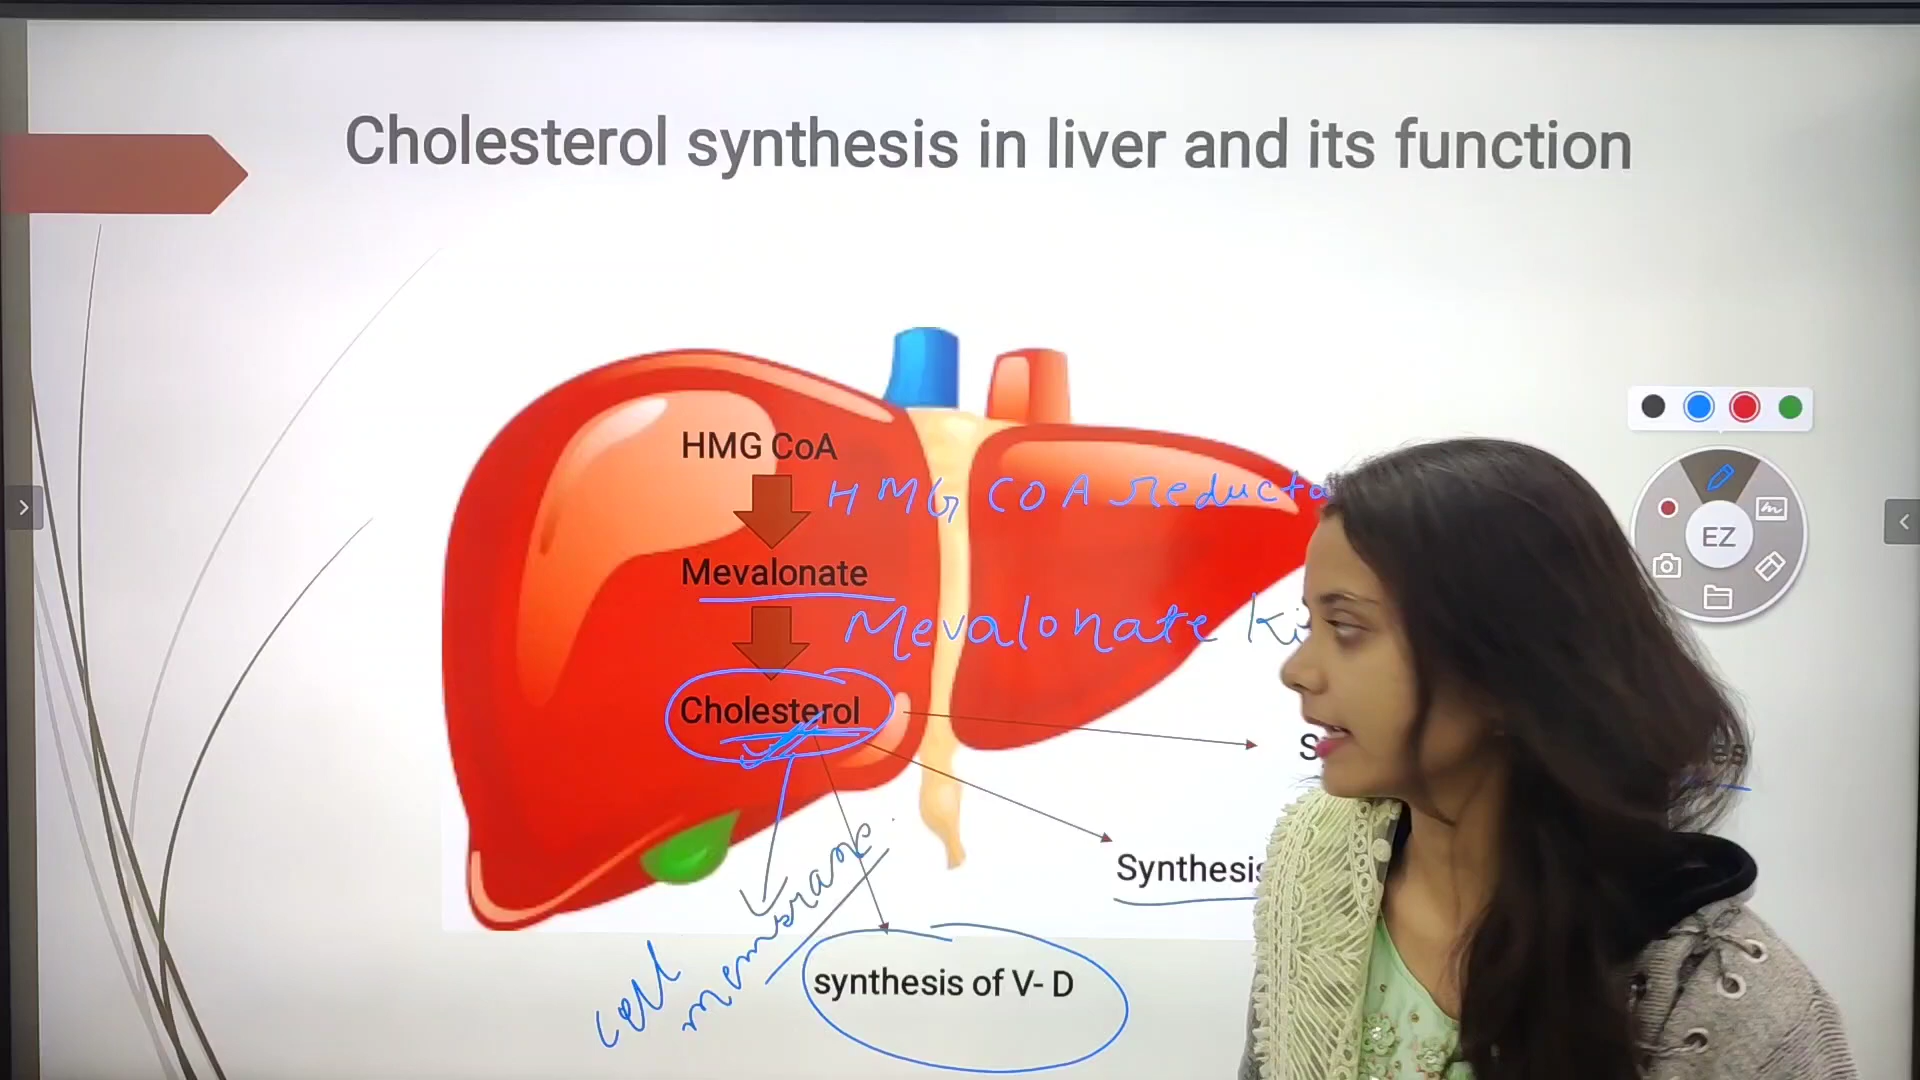 Cholesterol synthesis in liver and its function
HMG CoA
HMG COA reducta
Mevalonate
Mevalonate ki
Cholesterol
Synthesis
cell membrane
synthesis of V- D
EZ